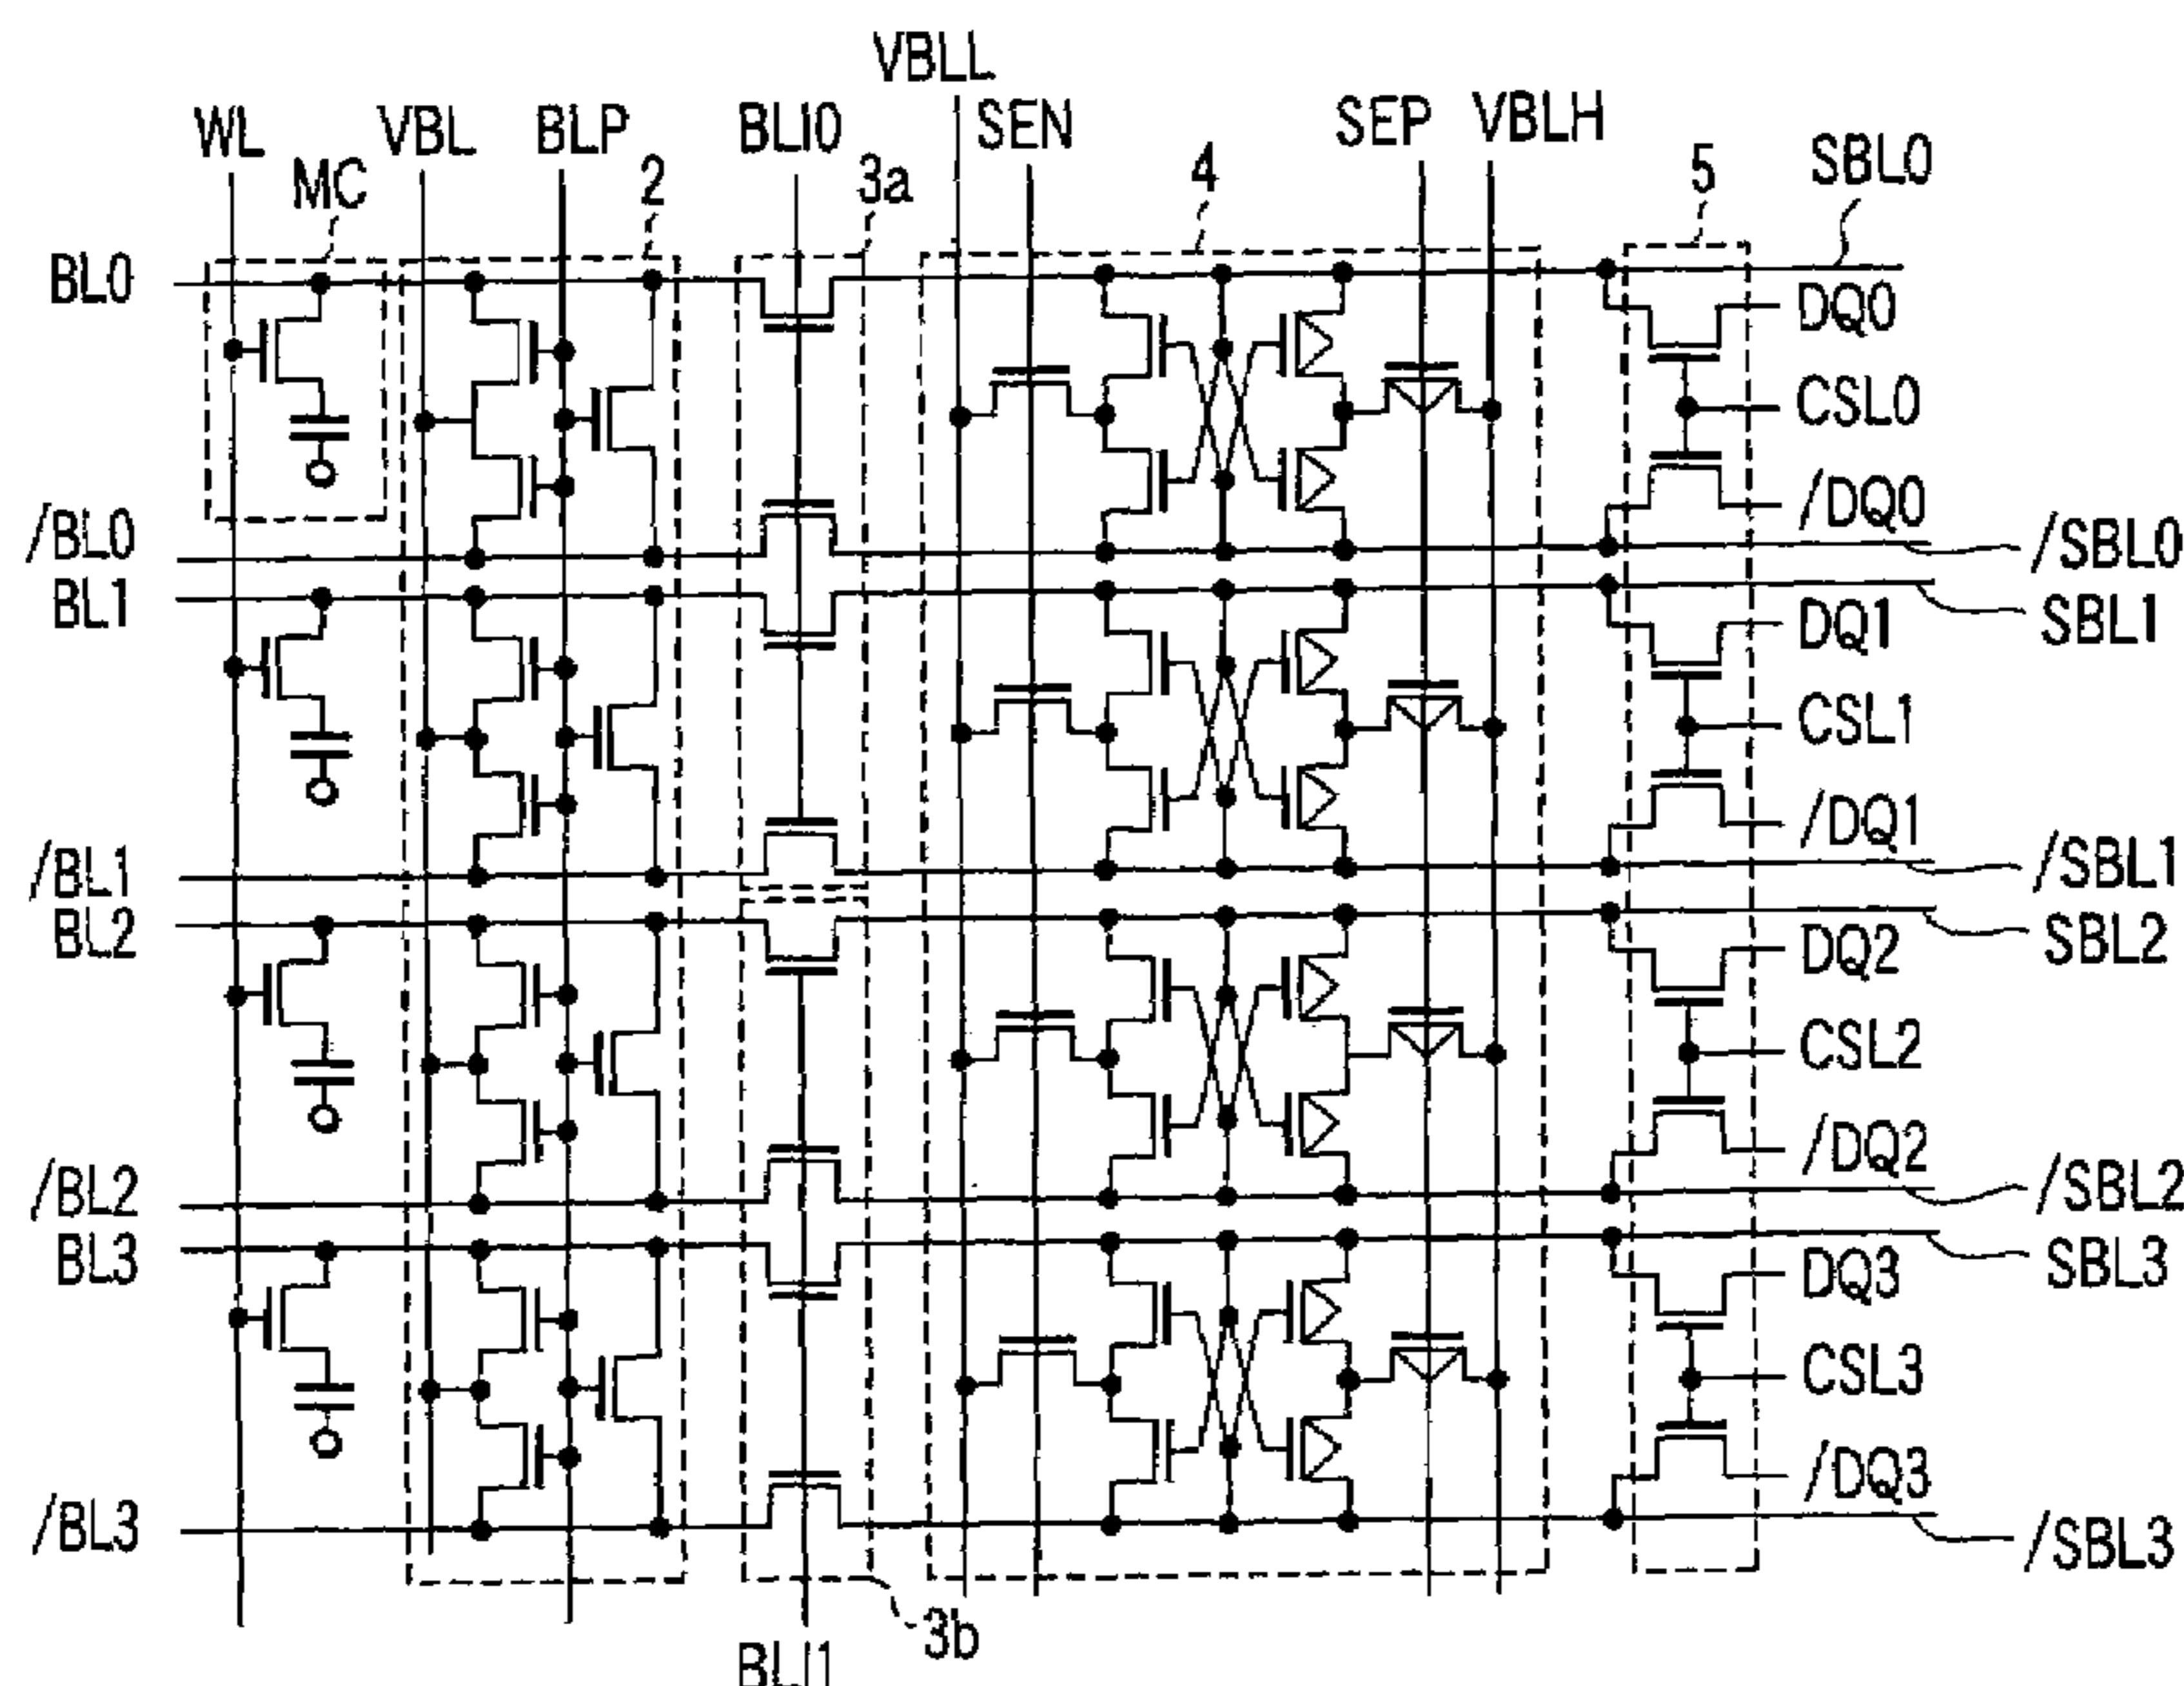 VBLL
WL VBL BLP BLI0 SEN SEP VBLH
MC 2 3a 4 5 SBL0
BL0 DQ0
CSL0
/BL0 /DQ0 /SBL0
BL1 DQ1 SBL1
CSL1
/BL1 /DQ1 /SBL1
BL2 DQ2 SBL2
CSL2
/BL2 /DQ2 /SBL2
BL3 DQ3 SBL3
CSL3
/BL3 /DQ3 /SBL3
BLI1 3b